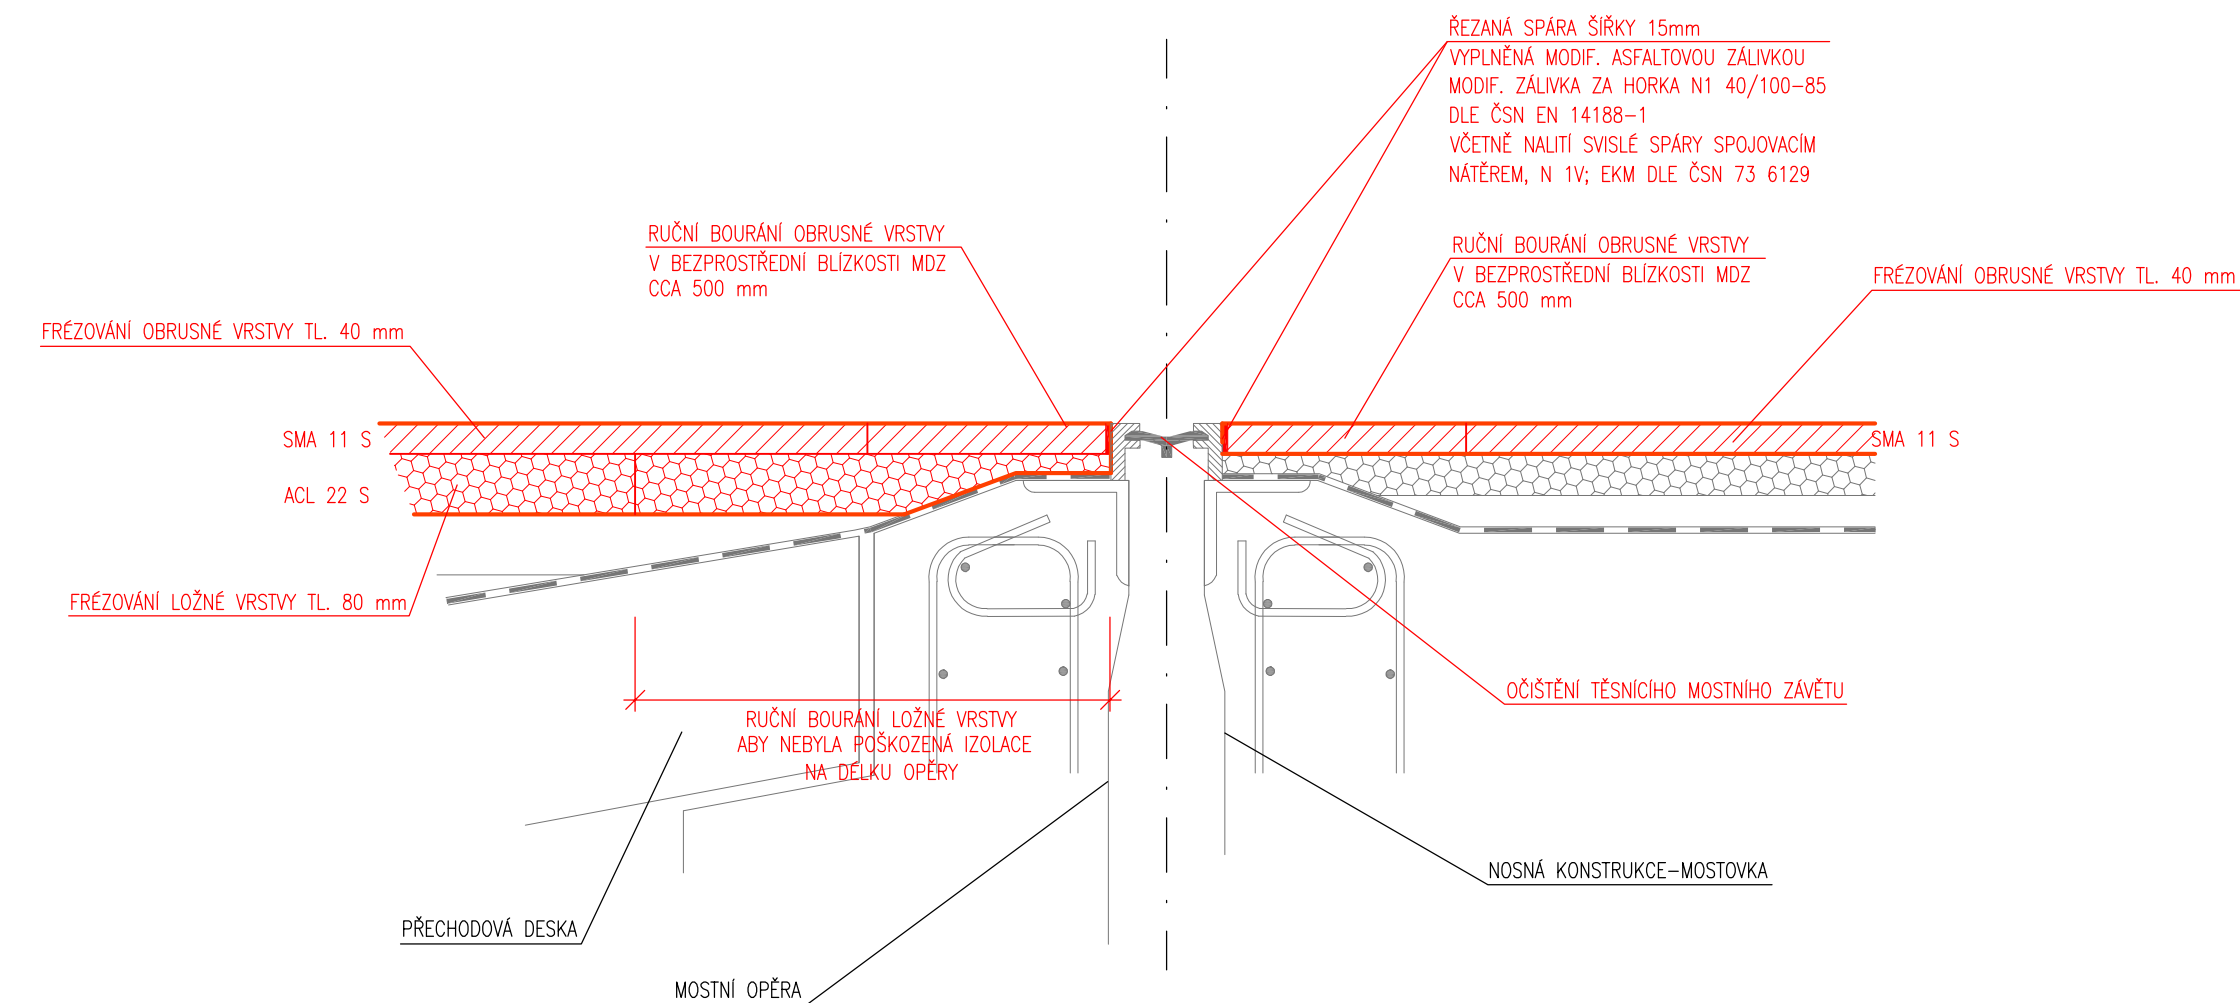 ŘEZANÁ SPÁRA ŠÍŘKY 15mm
VYPLNĚNÁ MODIF. ASFALTOVOU ZÁLIVKOU
MODIF. ZÁLIVKA ZA HORKA N1 40/100-85
DLE ČSN EN 14188-1
VČETNĚ NALITÍ SVISLÉ SPÁRY SPOJOVACÍM
NÁTĚREM, N 1V; EKM DLE ČSN 73 6129
RUČNÍ BOURÁNÍ OBRUSNÉ VRSTVY
V BEZPROSTŘEDNÍ BLÍZKOSTI MDZ
CCA 500 mm
RUČNÍ BOURÁNÍ OBRUSNÉ VRSTVY
V BEZPROSTŘEDNÍ BLÍZKOSTI MDZ
CCA 500 mm
FRÉZOVÁNÍ OBRUSNÉ VRSTVY TL. 40 mm
FRÉZOVÁNÍ OBRUSNÉ VRSTVY TL. 40 mm
SMA 11 S
SMA 11 S
ACL 22 S
FRÉZOVÁNÍ LOŽNÉ VRSTVY TL. 80 mm
OČIŠTĚNÍ TĚSNÍCÍHO MOSTNÍHO ZÁVĚTU
RUČNÍ BOURÁNÍ LOŽNÉ VRSTVY
ABY NEBYLA POŠKOZENÁ IZOLACE
NA DÉLKU OPĚRY
NOSNÁ KONSTRUKCE-MOSTOVKA
PŘECHODOVÁ DESKA
MOSTNÍ OPĚRA